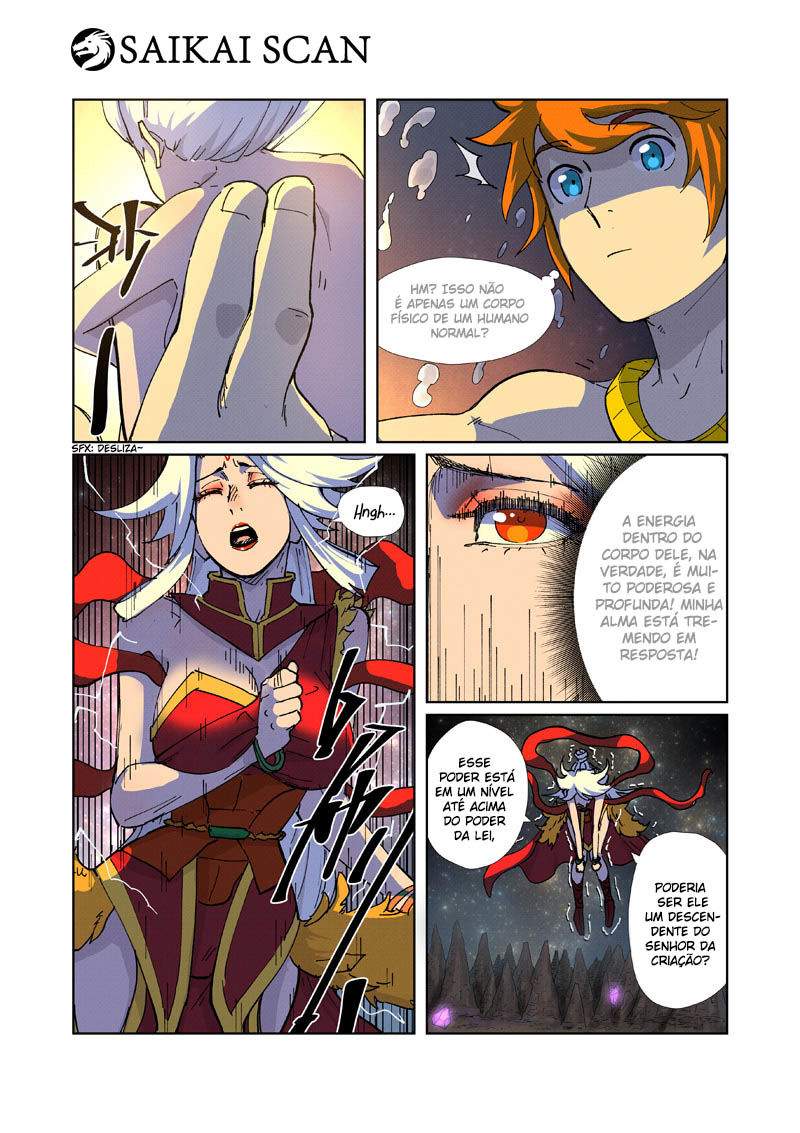 SAIKAI SCAN
HM? ISSO NÃO
É APENAS UM CORPO
FÍSICO DE UM HUMANO
NORMAL?
SFX: DESLIZA~
Hngh...
A ENERGIA
DENTRO DO
CORPO DELE, NA
VERDADE, É MUI-
TO PODEROSA E
PROFUNDA! MINHA
ALMA ESTÁ TRE-
MENDO EM
RESPOSTA!
ESSE
PODER ESTÁ
EM UM NÍVEL
ATÉ ACIMA
DO PODER
DA LEI,
PODERIA
SER ELE
UM DESCEN-
DENTE DO
SENHOR DA
CRIAÇÃO?